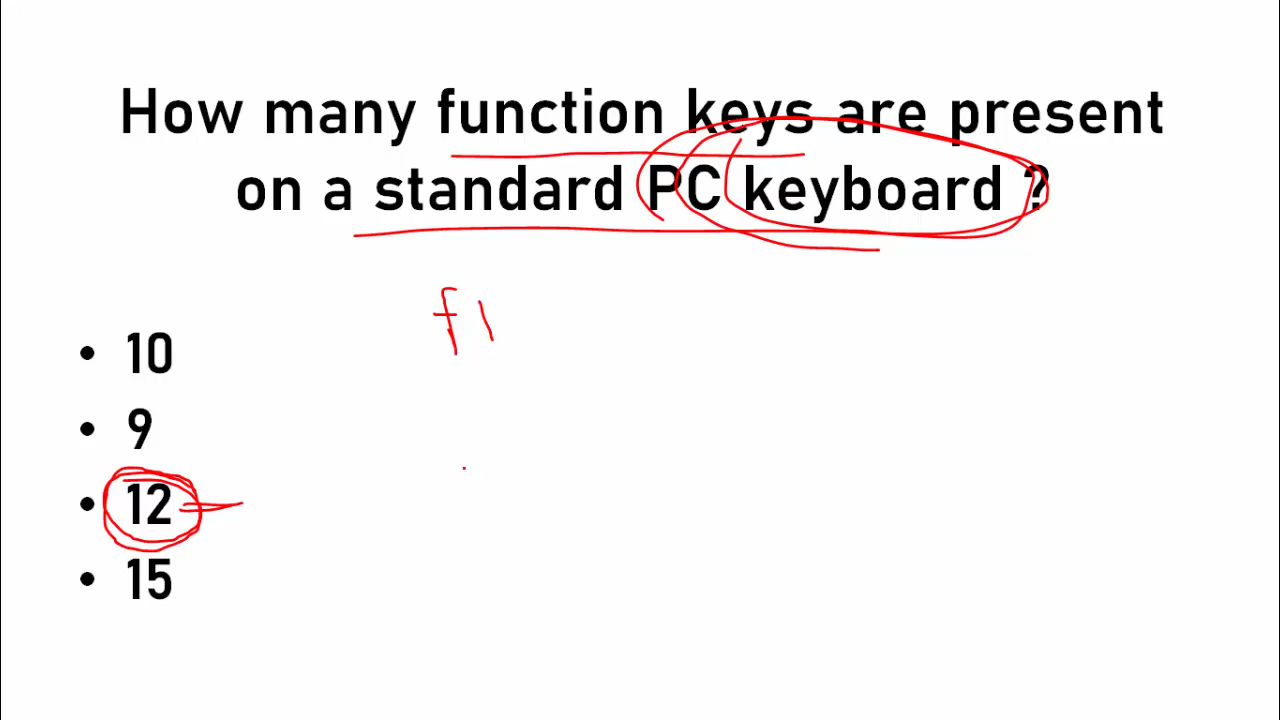 How many function keys are present
on a standard PC keyboard ?
f1
• 10
• 9
• 12
• 15